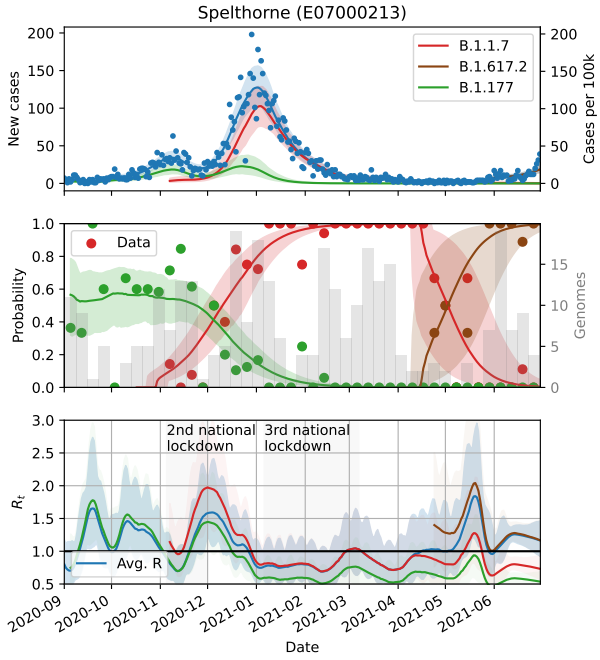 Spelthorne (E07000213)
200
150
100
50
0
New cases
200
150
100
50
0
Cases per 100k
B.1.1.7
B.1.617.2
B.1.177
1.0
0.8
0.6
0.4
0.2
0.0
Probability
Data
15
10
5
0
Genomes
3.0
2.5
2.0
1.5
1.0
0.5
Rt
2nd national
lockdown
3rd national
lockdown
Avg. R
2020-09
2020-10
2020-11
2020-12
2021-01
2021-02
2021-03
2021-04
2021-05
2021-06
Date